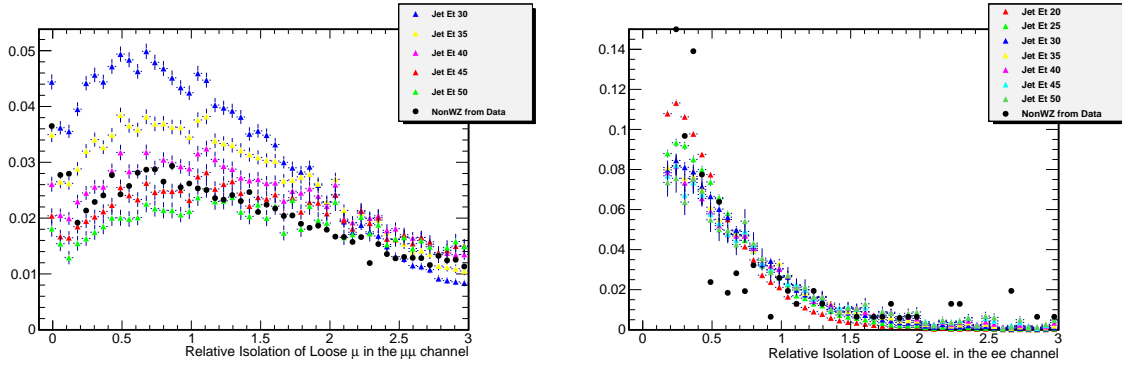 Jet Et 30
Jet Et 35
Jet Et 40
Jet Et 45
Jet Et 50
NonWZ from Data
0.05
0.04
0.03
0.02
0.01
0
0 0.5 1 1.5 2 2.5 3
Relative Isolation of Loose μ in the μμ channel
Jet Et 20
Jet Et 25
Jet Et 30
Jet Et 35
Jet Et 40
Jet Et 45
Jet Et 50
NonWZ from Data
0.14
0.12
0.1
0.08
0.06
0.04
0.02
0
0 0.5 1 1.5 2 2.5 3
Relative Isolation of Loose el. in the ee channel